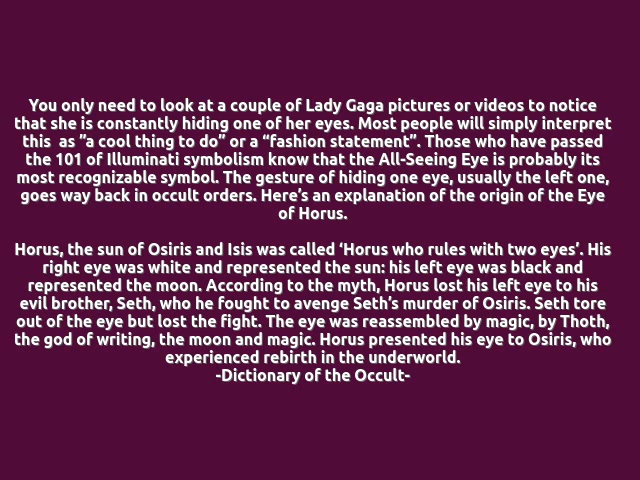 You only need to look at a couple of Lady Gaga pictures or videos to notice
that she is constantly hiding one of her eyes. Most people will simply interpret
this  as ”a cool thing to do” or a “fashion statement”. Those who have passed
the 101 of Illuminati symbolism know that the All-Seeing Eye is probably its
most recognizable symbol. The gesture of hiding one eye, usually the left one,
goes way back in occult orders. Here’s an explanation of the origin of the Eye
of Horus.
Horus, the sun of Osiris and Isis was called ‘Horus who rules with two eyes’. His
right eye was white and represented the sun: his left eye was black and
represented the moon. According to the myth, Horus lost his left eye to his
evil brother, Seth, who he fought to avenge Seth’s murder of Osiris. Seth tore
out of the eye but lost the fight. The eye was reassembled by magic, by Thoth,
the god of writing, the moon and magic. Horus presented his eye to Osiris, who
experienced rebirth in the underworld.
-Dictionary of the Occult-